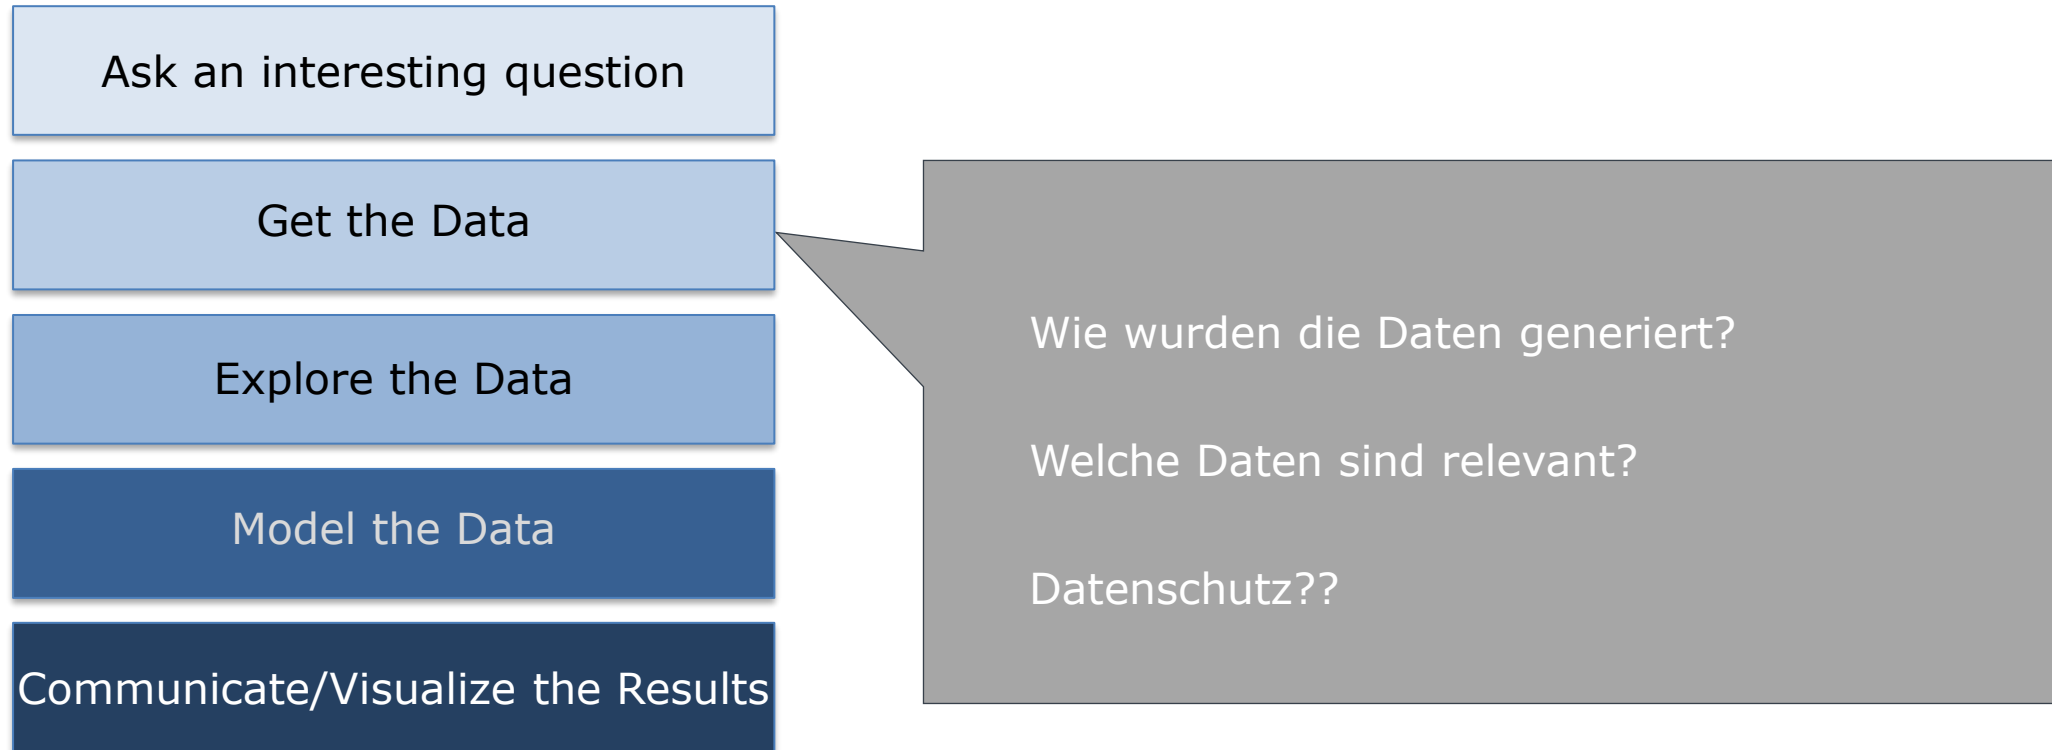 Ask an interesting question
Get the Data
Explore the Data
Model the Data
Communicate/Visualize the Results
Wie wurden die Daten generiert?
Welche Daten sind relevant?
Datenschutz??